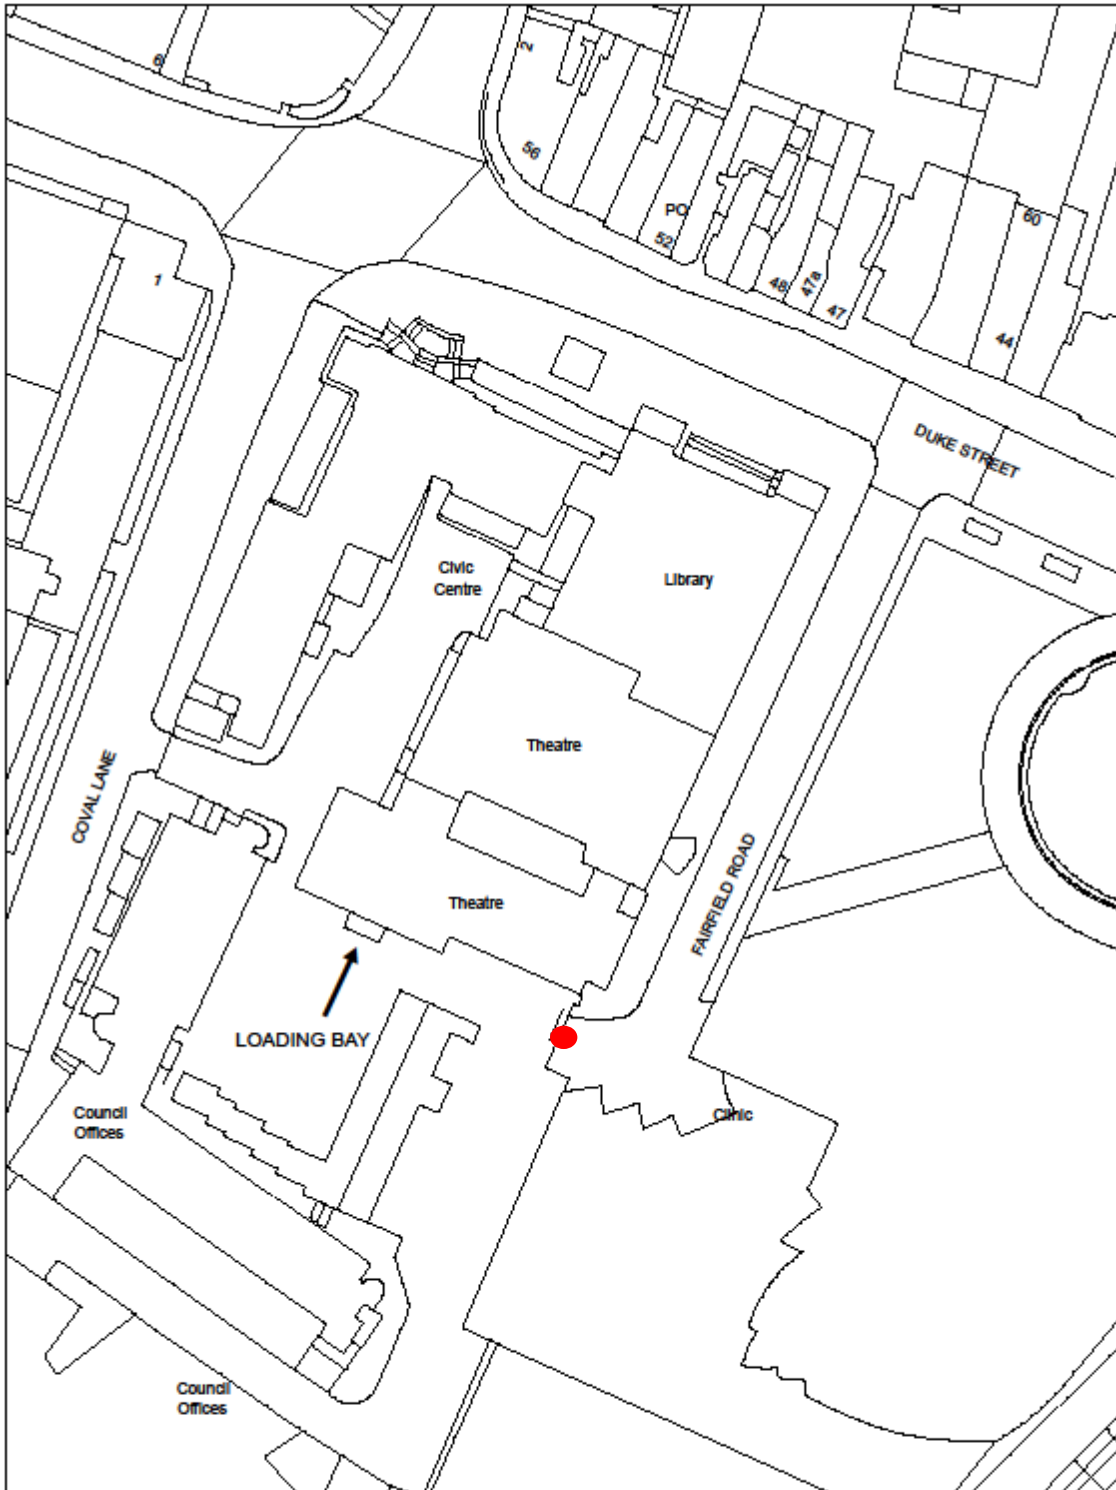 6
2
56
PO
52
48
47a
47
60
44
1
DUKE STREET
Civic
Centre
Library
Theatre
COVAL LANE
FAIRFIELD ROAD
Theatre
LOADING BAY
Council
Offices
Clinic
Council
Offices